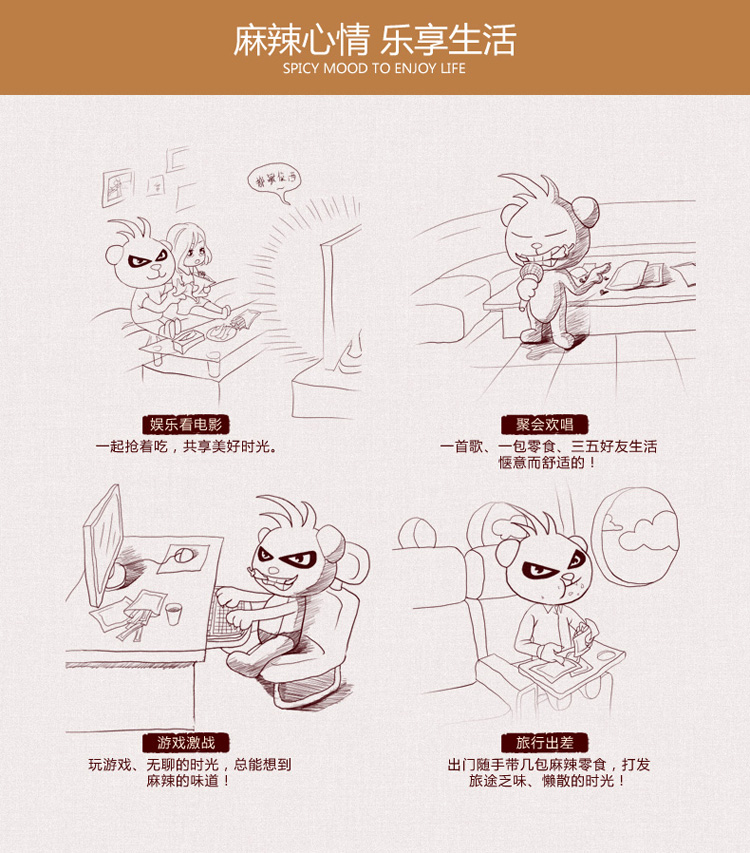 麻辣心情 乐享生活
SPICY MOOD TO ENJOY LIFE
娱乐看电影
一起抢着吃，共享美好时光。
聚会欢唱
一首歌、一包零食、三五好友生活
惬意而舒适的！
游戏激战
玩游戏、无聊的时光，总能想到
麻辣的味道！
旅行出差
出门随手带几包麻辣零食，打发
旅途乏味、懒散的时光！